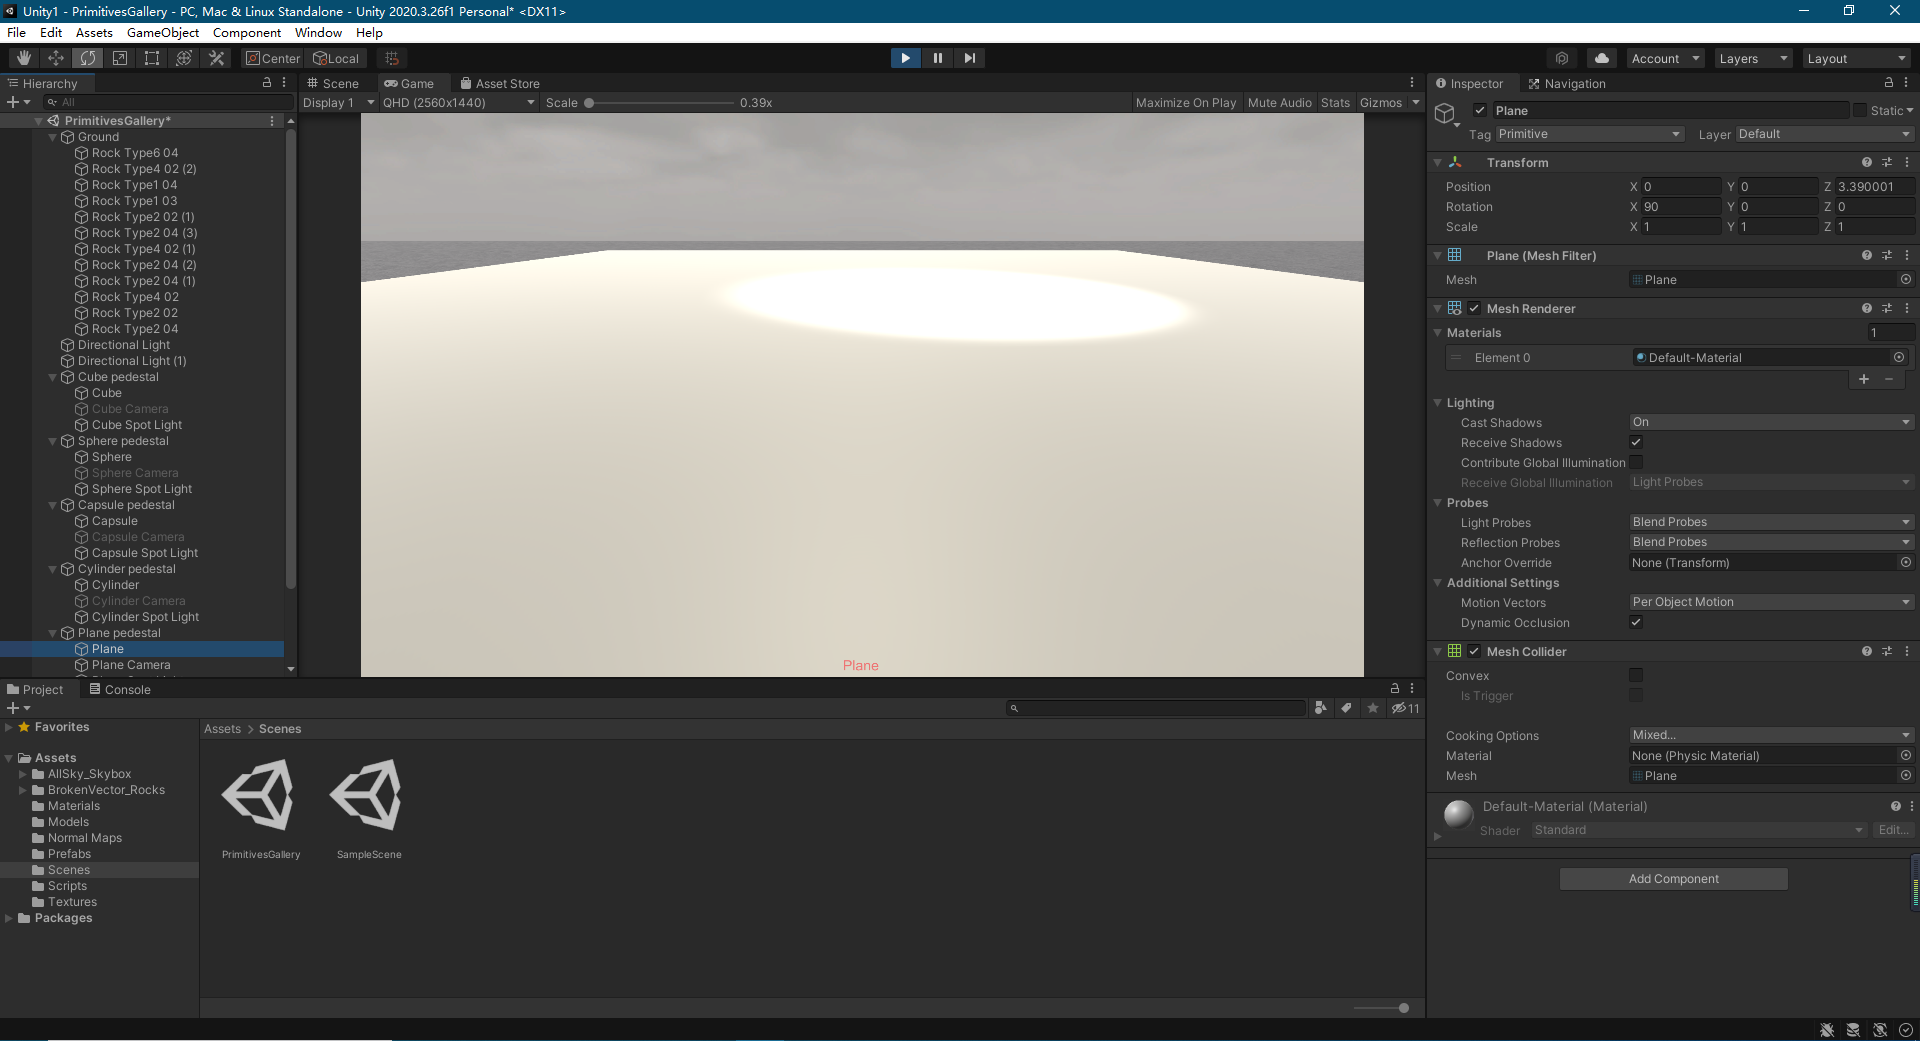 Unity1 - PrimitivesGallery - PC, Mac & Linux Standalone - Unity 2020.3.26f1 Personal* <DX11>
File Edit Assets GameObject Component Window Help
Center Local Account Layers Layout
Hierarchy
All
PrimitivesGallery*
Ground
Rock Type6 04
Rock Type4 02 (2)
Rock Type1 04
Rock Type1 03
Rock Type2 02 (1)
Rock Type2 04 (3)
Rock Type4 02 (1)
Rock Type2 04 (2)
Rock Type2 04 (1)
Rock Type4 02
Rock Type2 02
Rock Type2 04
Directional Light
Directional Light (1)
Cube pedestal
Cube
Cube Camera
Cube Spot Light
Sphere pedestal
Sphere
Sphere Camera
Sphere Spot Light
Capsule pedestal
Capsule
Capsule Camera
Capsule Spot Light
Cylinder pedestal
Cylinder
Cylinder Camera
Cylinder Spot Light
Plane pedestal
Plane
Plane Camera
Scene Game Asset Store
Display 1 QHD (2560x1440) Scale 0.39x Maximize On Play Mute Audio Stats Gizmos
Plane
Project Console
11
Favorites
Assets
AllSky_Skybox
BrokenVector_Rocks
Materials
Models
Normal Maps
Prefabs
Scenes
Scripts
Textures
Packages
Assets > Scenes
PrimitivesGallery SampleScene
Inspector Navigation
Plane Static
Tag Primitive Layer Default
Transform
Position X 0 Y 0 Z 3.390001
Rotation X 90 Y 0 Z 0
Scale X 1 Y 1 Z 1
Plane (Mesh Filter)
Mesh Plane
Mesh Renderer
Materials 1
Element 0 Default-Material
Lighting
Cast Shadows On
Receive Shadows
Contribute Global Illumination
Receive Global Illumination Light Probes
Probes
Light Probes Blend Probes
Reflection Probes Blend Probes
Anchor Override None (Transform)
Additional Settings
Motion Vectors Per Object Motion
Dynamic Occlusion
Mesh Collider
Convex
Is Trigger
Cooking Options Mixed...
Material None (Physic Material)
Mesh Plane
Default-Material (Material)
Shader Standard Edit...
Add Component